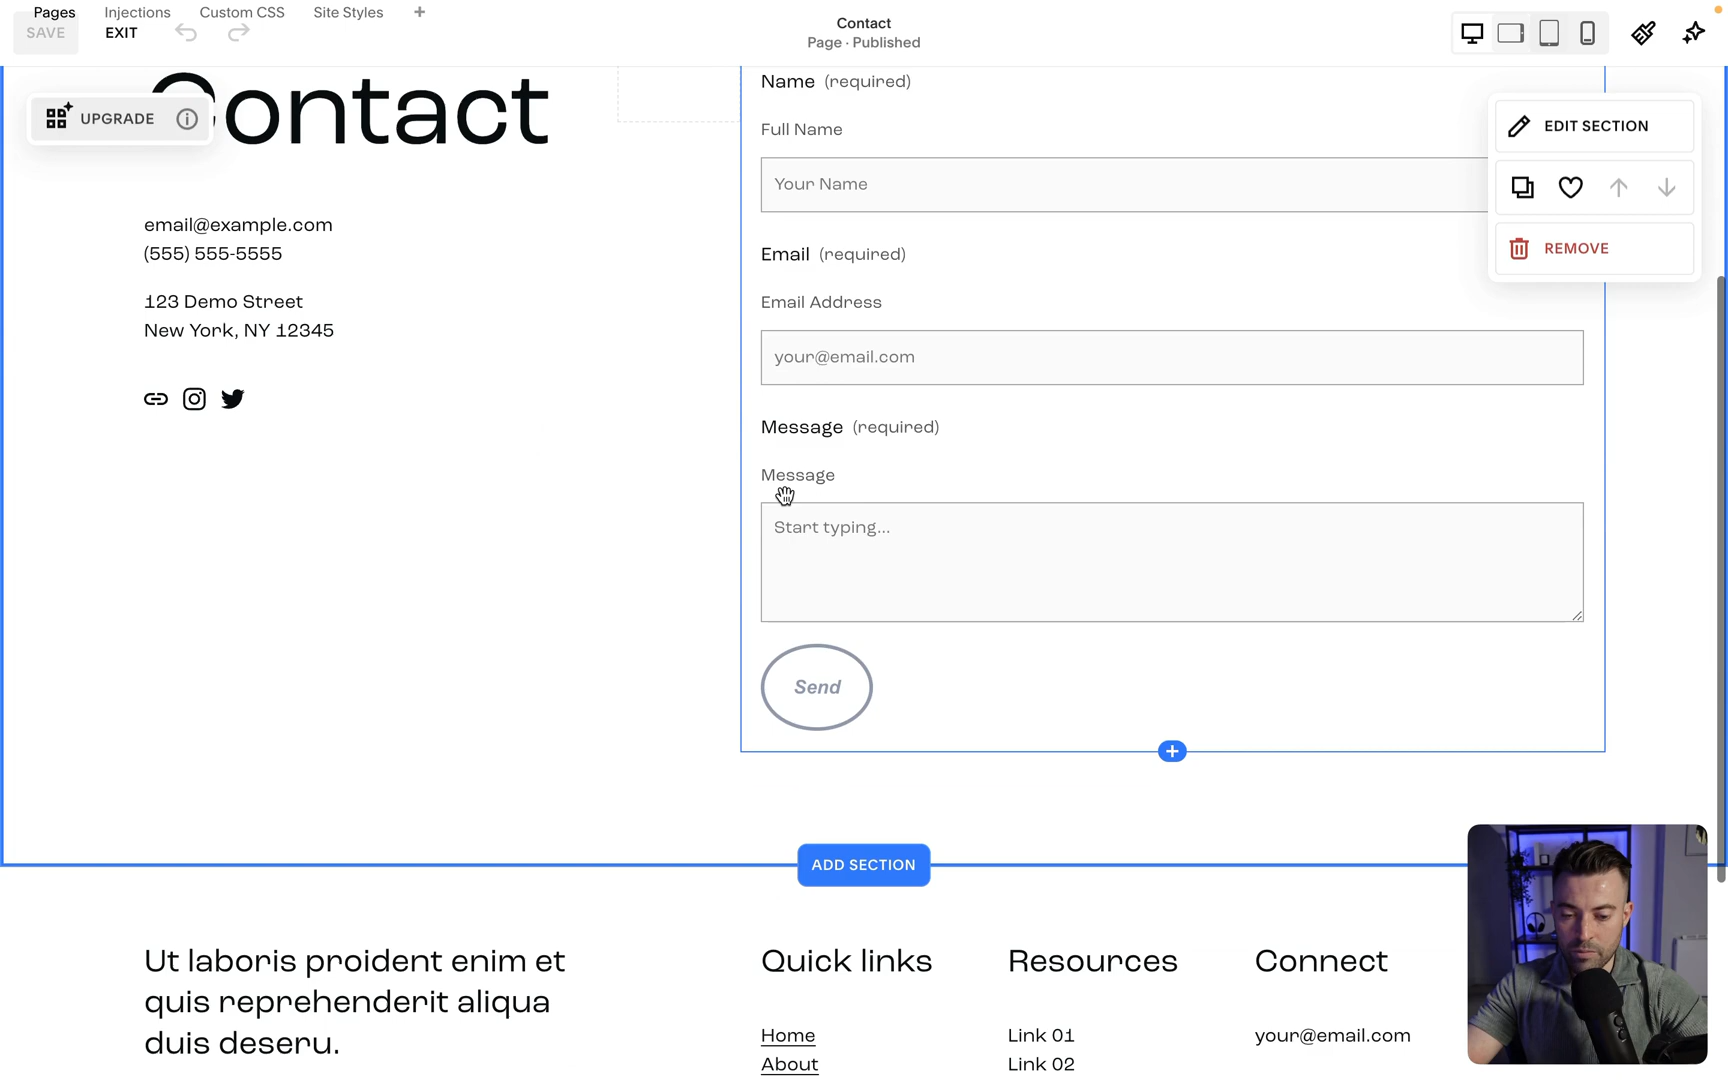 Pages
Injections
Custom CSS
Site Styles
+
SAVE
EXIT
Contact
Page · Published
Contact
UPGRADE
Name (required)
Full Name
Your Name
EDIT SECTION
REMOVE
email@example.com
(555) 555-5555
123 Demo Street
New York, NY 12345
Email (required)
Email Address
your@email.com
Message (required)
Message
Start typing...
Send
ADD SECTION
Ut laboris proident enim et
quis reprehenderit aliqua
duis deseru.
Quick links
Home
About
Resources
Link 01
Link 02
Connect
your@email.com